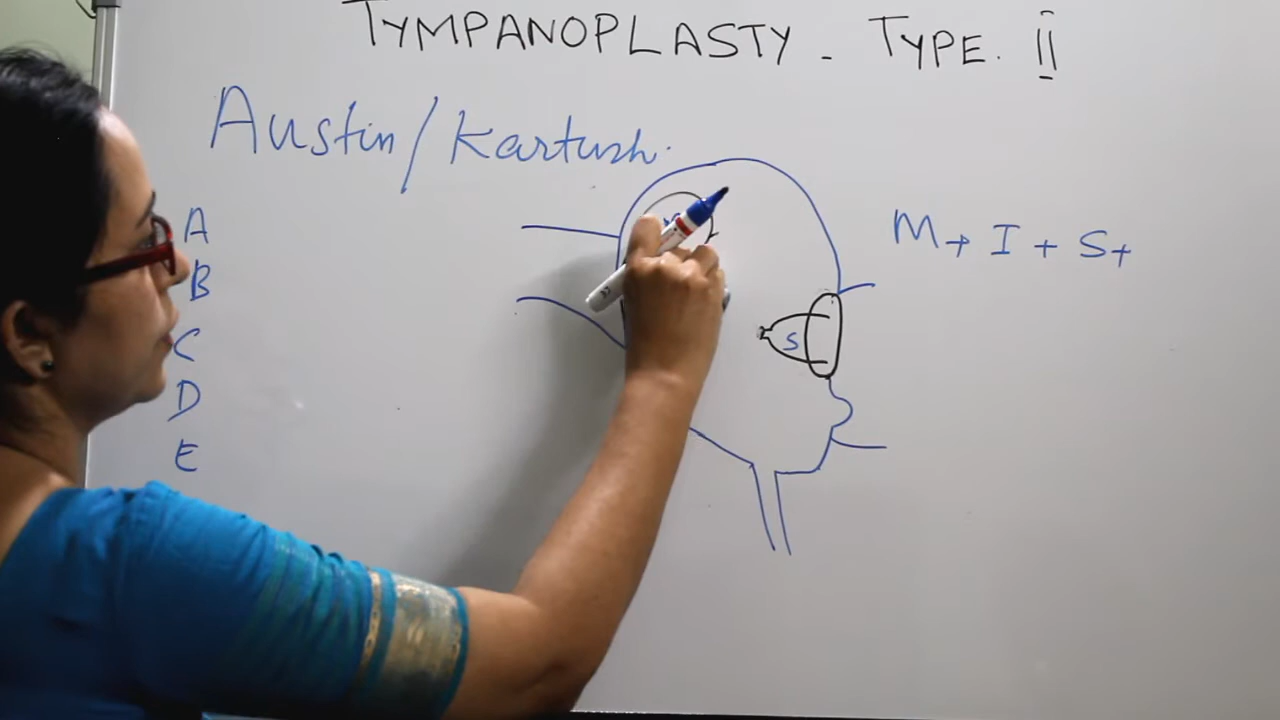 TYMPANOPLASTY - TYPE. II
Austin/Kartush.
A
B
C
D
E
M+ I+ S+
S